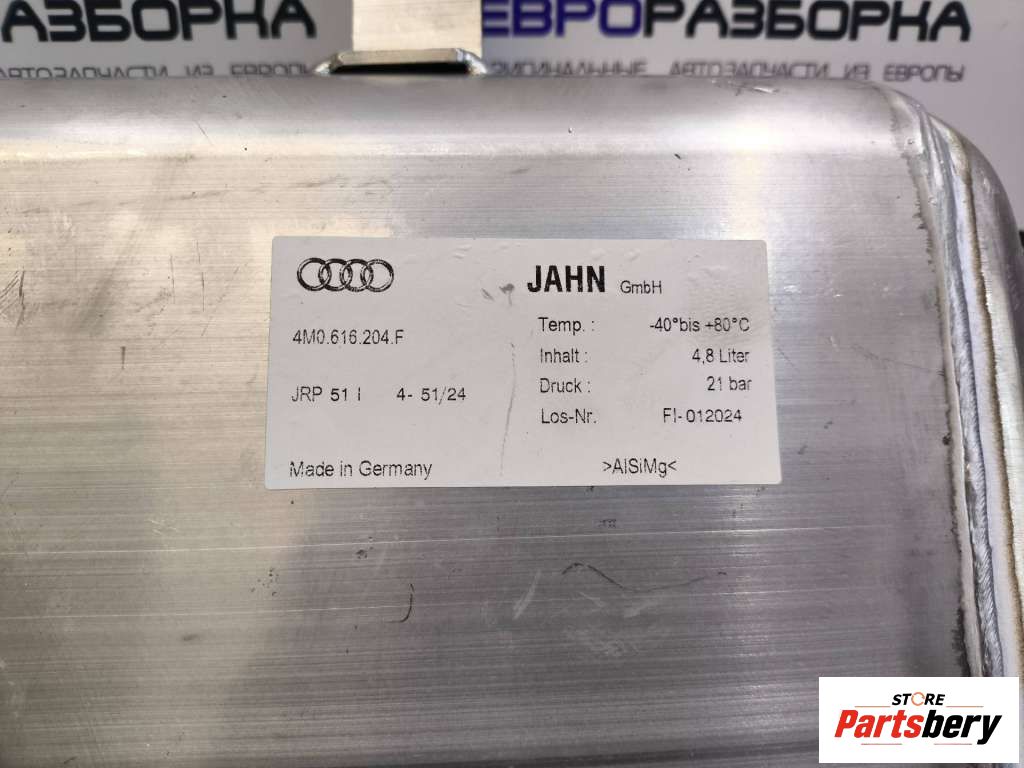 АЗБОРКА ЕВРОРАЗБОРКА
АВТОЗАПЧАСТИ ИЗ ЕВРОПЫ АВТОЗАПЧАСТИ ИЗ ЕВРОПЫ
JAHN GmbH
4M0.616.204.F
Temp. : -40°bis +80°C
Inhalt : 4,8 Liter
JRP 51 I 4- 51/24
Druck : 21 bar
Los-Nr. FI-012024
Made in Germany
>AlSiMg<
STORE
Partsbery